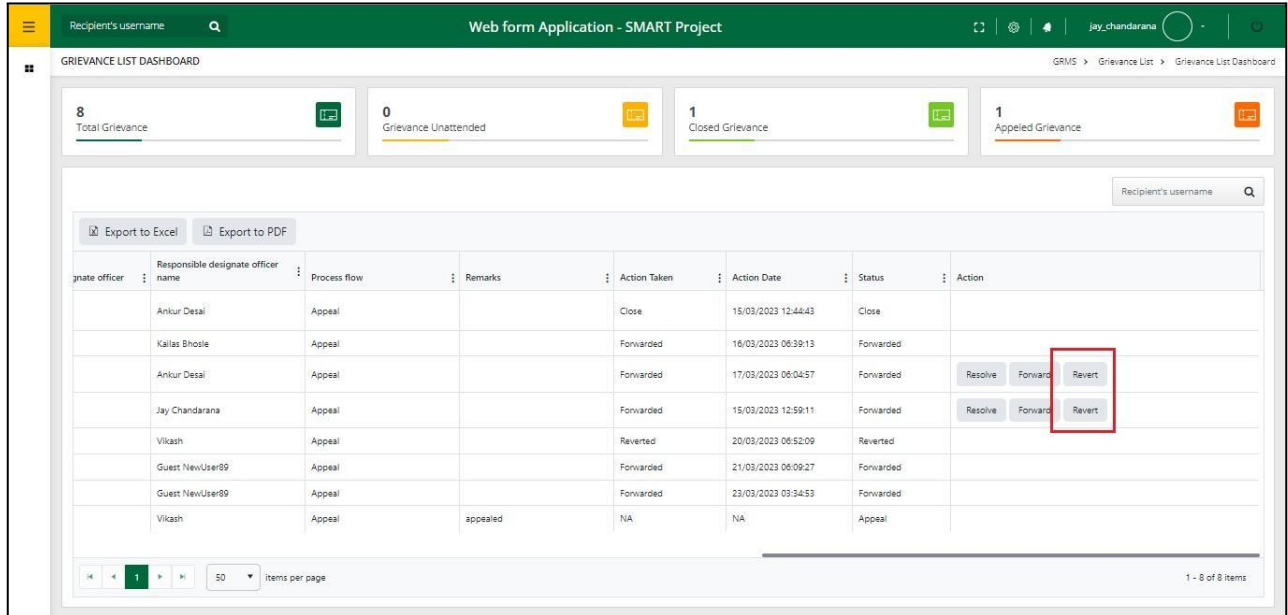 Recipient's username
Web form Application - SMART Project
jay_chandarana
GRIEVANCE LIST DASHBOARD
GRMS > Grievance List > Grievance List Dashboard
8
Total Grievance
0
Grievance Unattended
1
Closed Grievance
1
Appeled Grievance
Recipient's username
Export to Excel Export to PDF
gnate officer Responsible designate officer name Process flow Remarks Action Taken Action Date Status Action
Ankur Desai Appeal Close 15/03/2023 12:44:43 Close
Kailas Bhosle Appeal Forwarded 16/03/2023 06:39:13 Forwarded
Ankur Desai Appeal Forwarded 17/03/2023 06:04:57 Forwarded Resolve Forward Revert
Jay Chandarana Appeal Forwarded 15/03/2023 12:59:11 Forwarded Resolve Forward Revert
Vikash Appeal Reverted 20/03/2023 06:52:09 Reverted
Guest NewUser89 Appeal Forwarded 21/03/2023 06:09:27 Forwarded
Guest NewUser89 Appeal Forwarded 23/03/2023 03:34:53 Forwarded
Vikash Appeal appealed NA NA Appeal
1 50 items per page 1 - 8 of 8 items